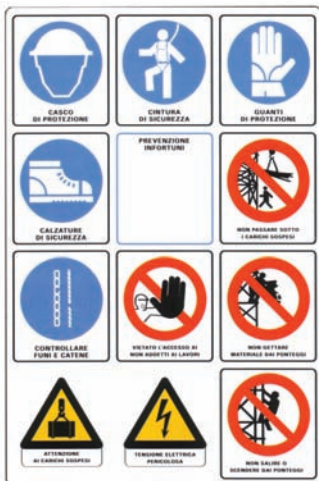 CASCO
DI PROTEZIONE
CINTURA
DI SICUREZZA
GUANTI
DI PROTEZIONE
CALZATURE
DI SICUREZZA
PREVENZIONE
INFORTUNI
NON PASSARE SOTTO
I CARICHI SOSPESI
CONTROLLARE
FUNI E CATENE
VIETATO L'ACCESSO AI
NON ADDETTI AI LAVORI
NON GETTARE
MATERIALE DAI PONTEGGI
ATTENZIONE
AI CARICHI SOSPESI
TENSIONE ELETTRICA
PERICOLOSA
NON SALIRE O
SCENDERE DAI PONTEGGI